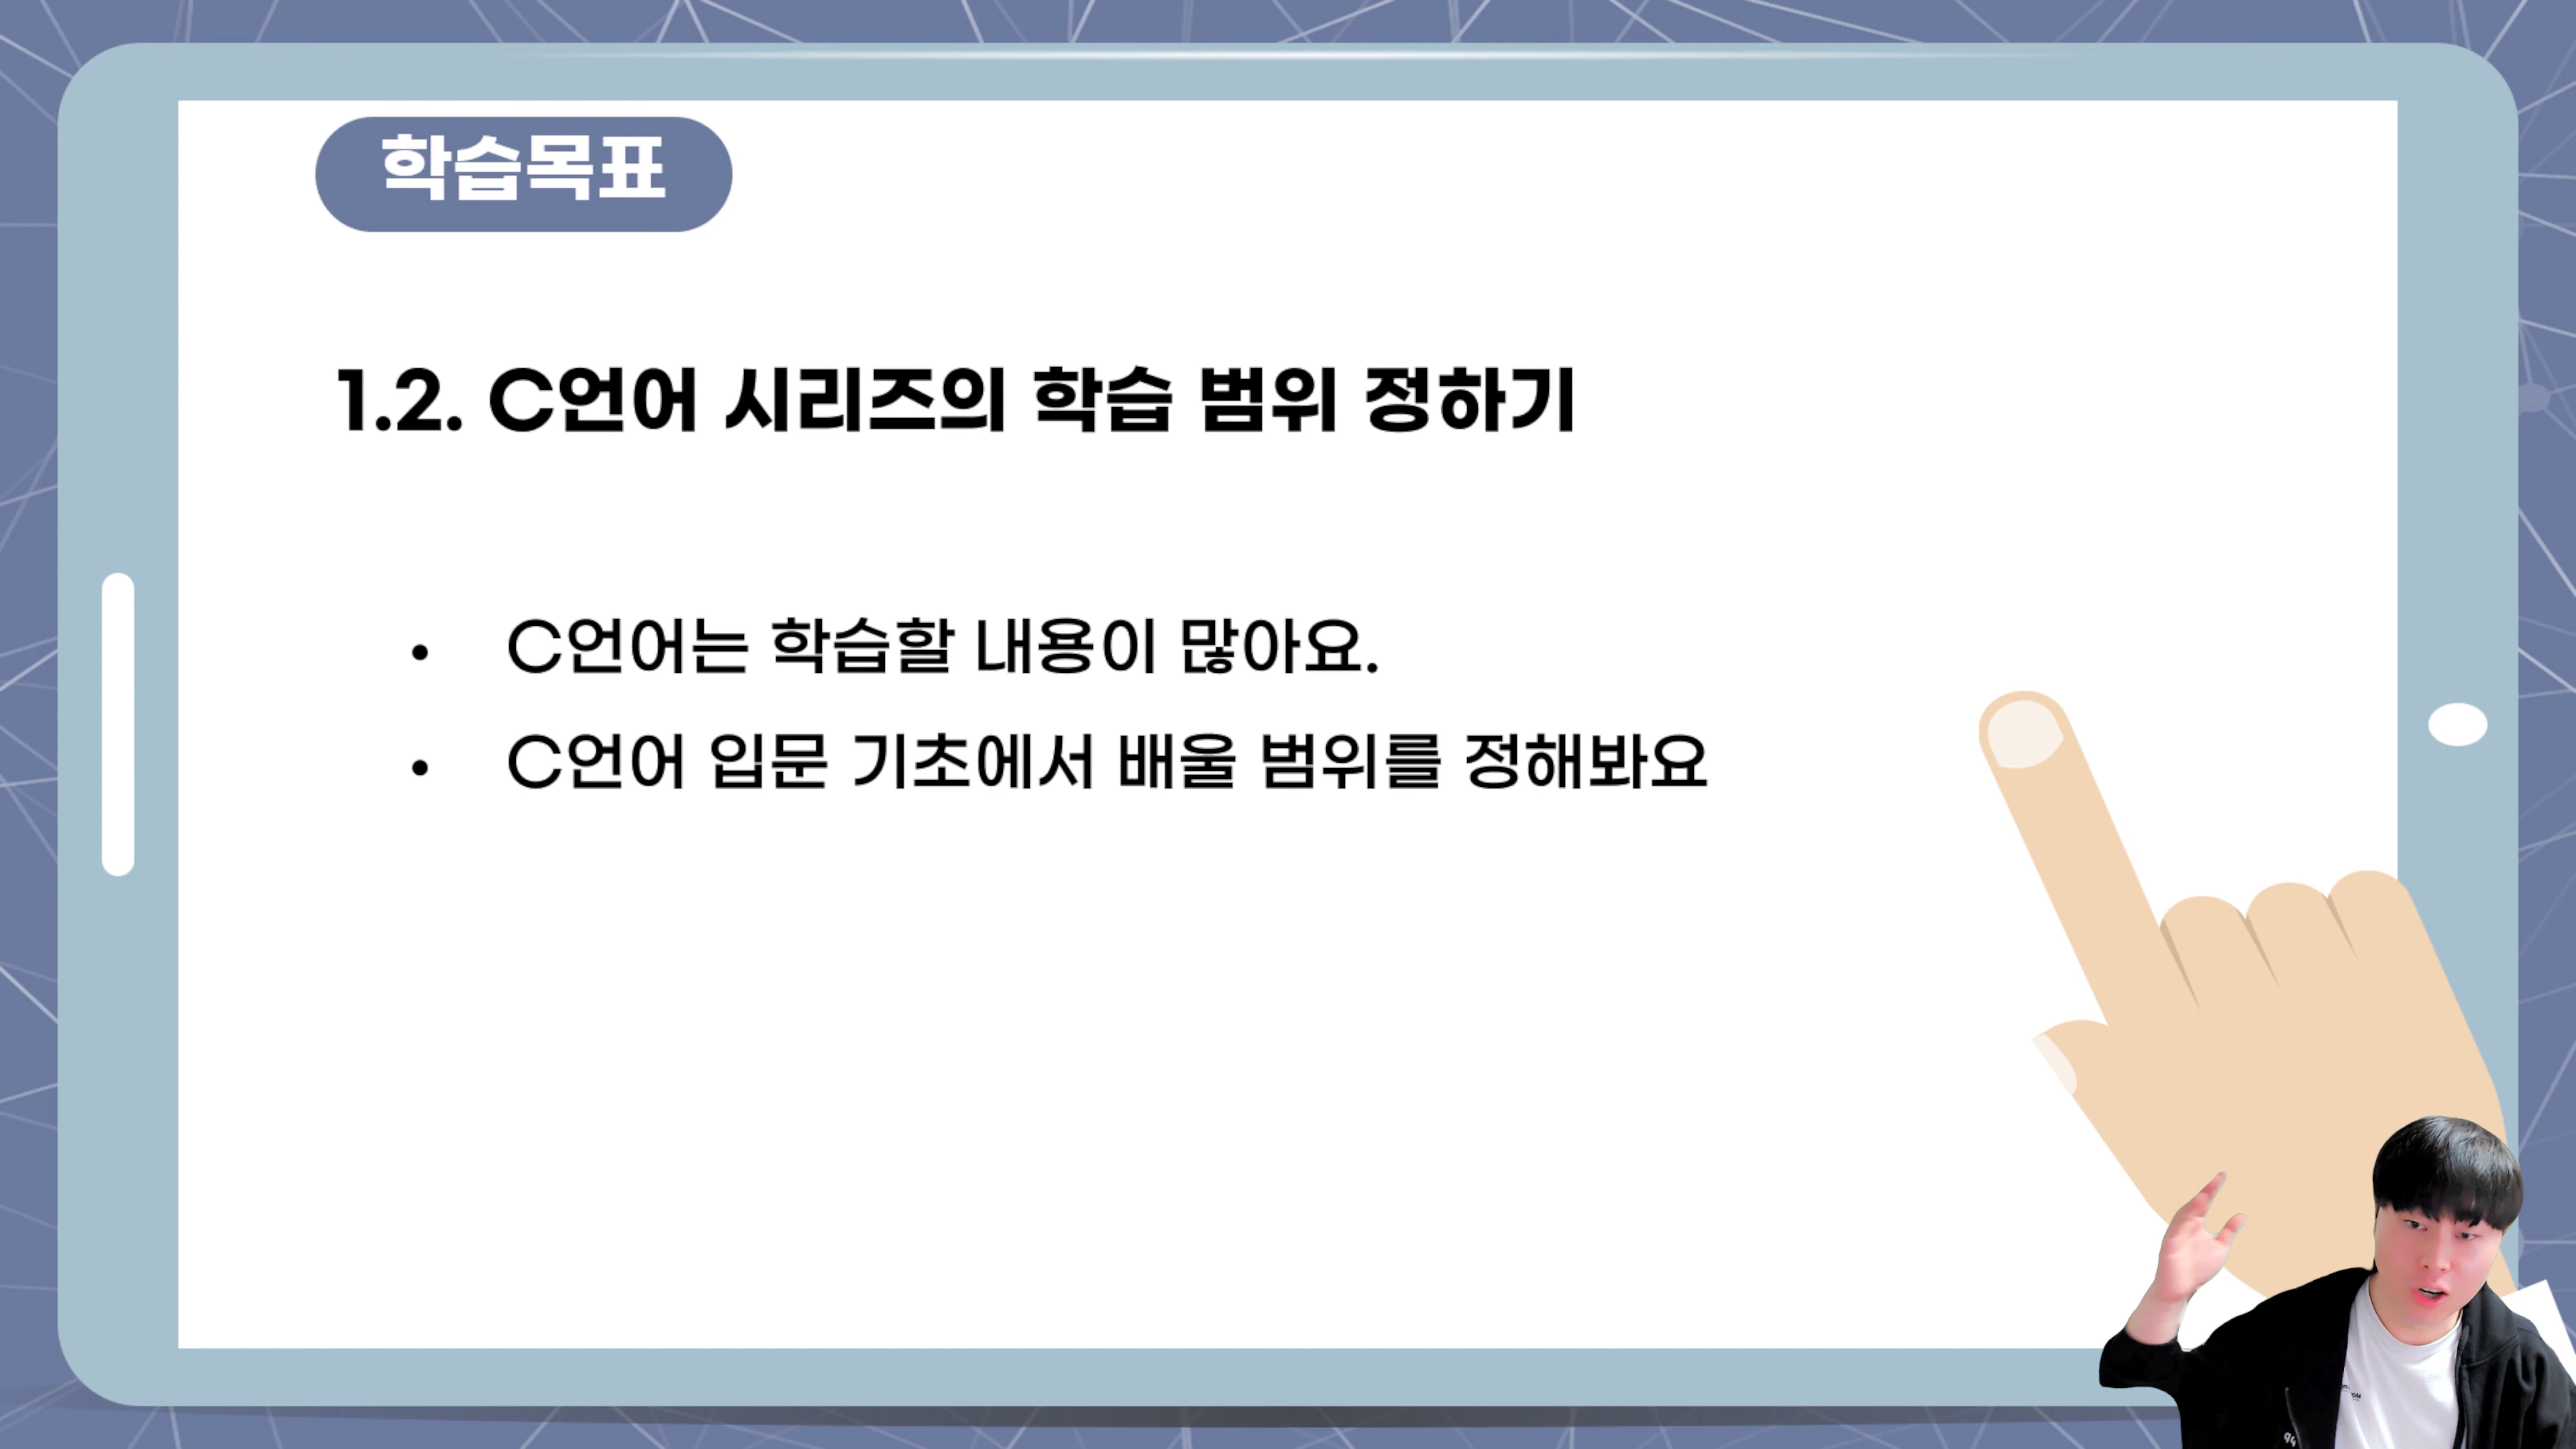 학습목표
1.2. C언어 시리즈의 학습 범위 정하기
• C언어는 학습할 내용이 많아요.
• C언어 입문 기초에서 배울 범위를 정해봐요